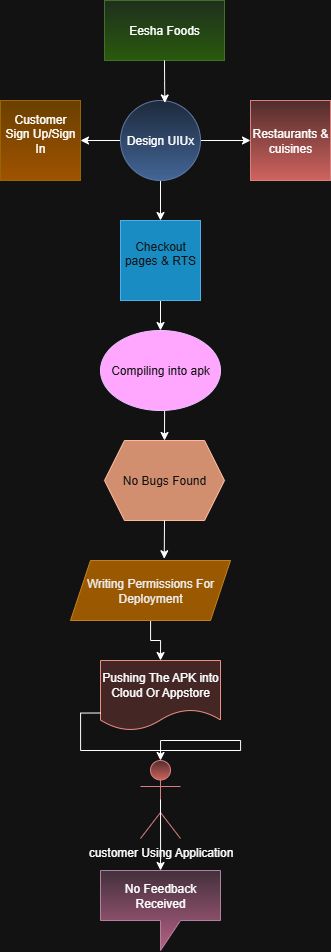 Eesha Foods
Customer
Sign Up/Sign
In
Design UIUx
Restaurants &
cuisines
Checkout
pages & RTS
Compiling into apk
No Bugs Found
Writing Permissions For
Deployment
Pushing The APK into
Cloud Or Appstore
customer Using Application
No Feedback
Received